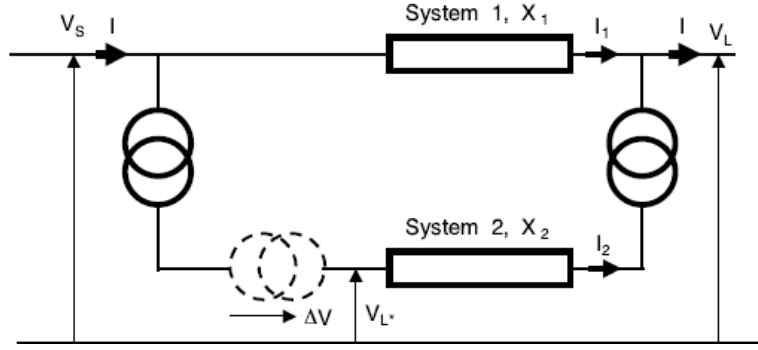 System 1, X1
VS
I
I1
I
VL
System 2, X2
I2
ΔV
VL*